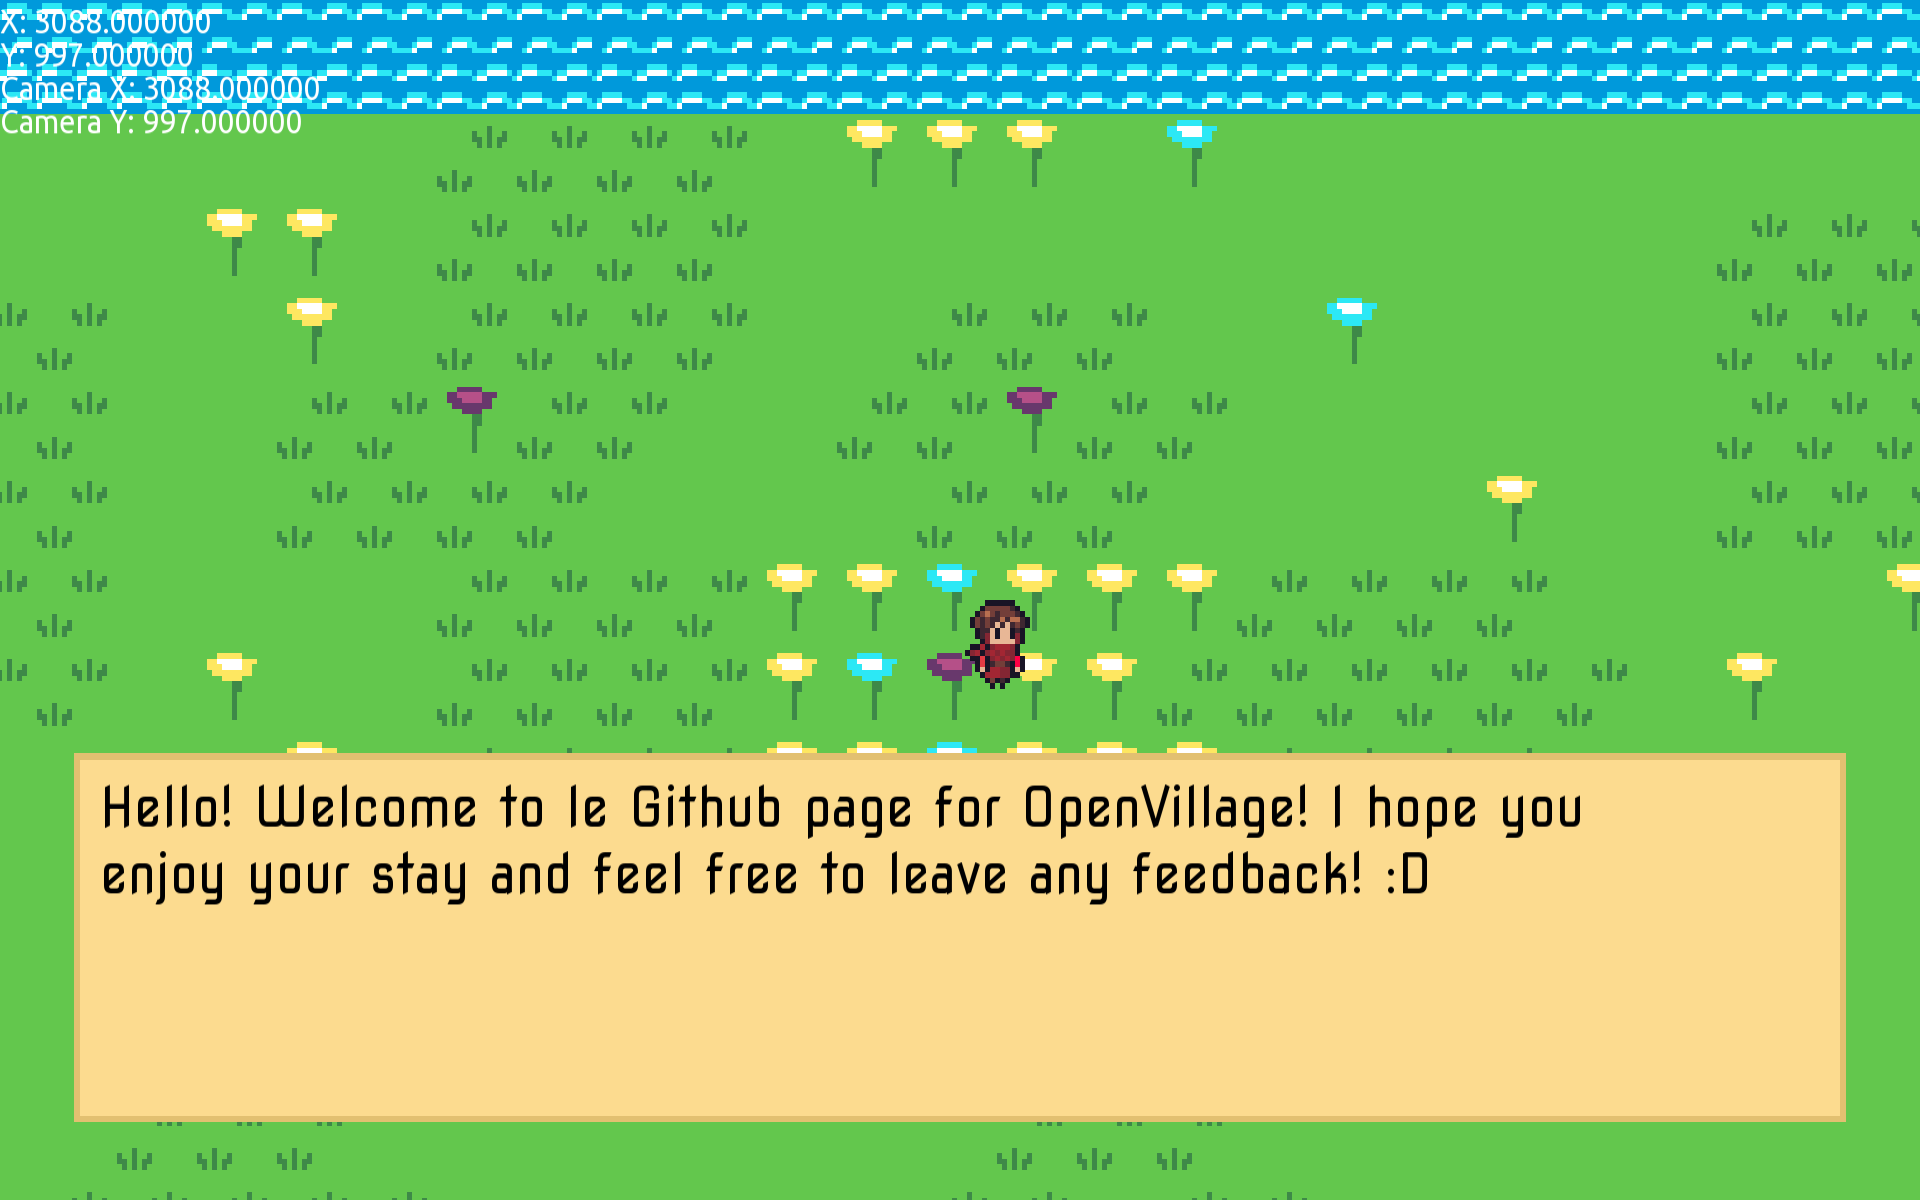 X: 3088.000000
Y: 997.000000
Camera X: 3088.000000
Camera Y: 997.000000
Hello! Welcome to le Github page for OpenVillage! I hope you
enjoy your stay and feel free to leave any feedback! :D